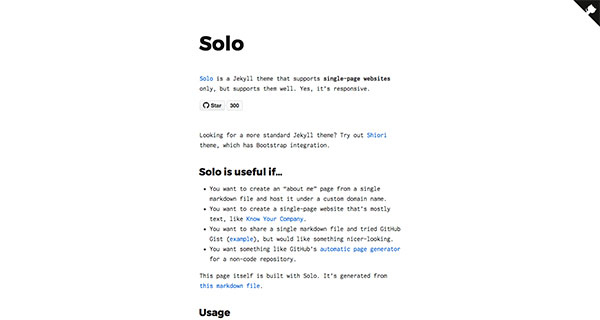 Solo
Solo is a Jekyll theme that supports single-page websites
only, but supports them well. Yes, it's responsive.
Star 300
Looking for a more standard Jekyll theme? Try out Shiori
theme, which has Bootstrap integration.
Solo is useful if…
• You want to create an “about me” page from a single
markdown file and host it under a custom domain name.
• You want to create a single-page website that's mostly
text, like Know Your Company.
• You want to share a single markdown file and tried GitHub
Gist (example), but would like something nicer-looking.
• You want something like GitHub's automatic page generator
for a non-code repository.
This page itself is built with Solo. It's generated from
this markdown file.
Usage